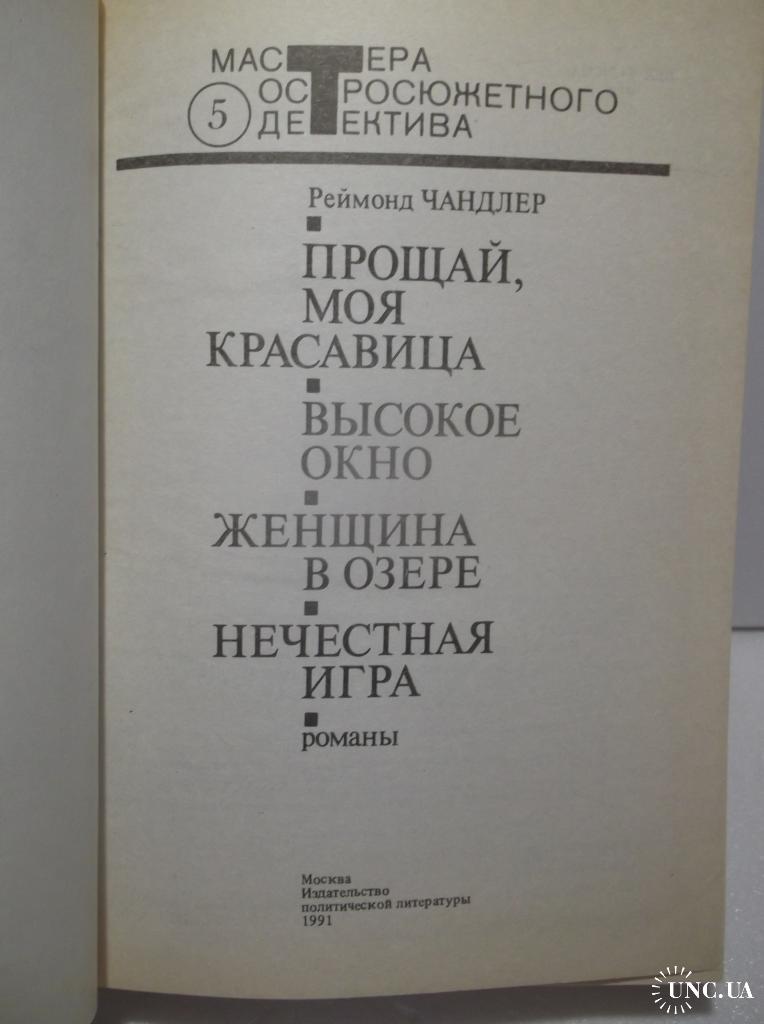 МАСТЕРА
ОСТРОСЮЖЕТНОГО
5 ДЕТЕКТИВА
Реймонд ЧАНДЛЕР
ПРОЩАЙ,
МОЯ
КРАСАВИЦА
ВЫСОКОЕ
ОКНО
ЖЕНЩИНА
В ОЗЕРЕ
НЕЧЕСТНАЯ
ИГРА
романы
Москва
Издательство
политической литературы
1991
UNC.UA